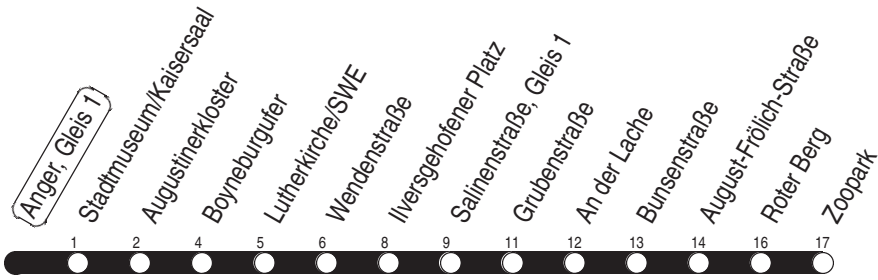 Anger, Gleis 1
Stadtmuseum/Kaisersaal
Augustinerkloster
Boyneburgufer
Lutherkirche/SWE
Wendenstraße
Ilversgehofener Platz
Salinenstraße, Gleis 1
Grubenstraße
An der Lache
Bunsenstraße
August-Frölich-Straße
Roter Berg
Zoopark
1 2 4 5 6 8 9 11 12 13 14 16 17